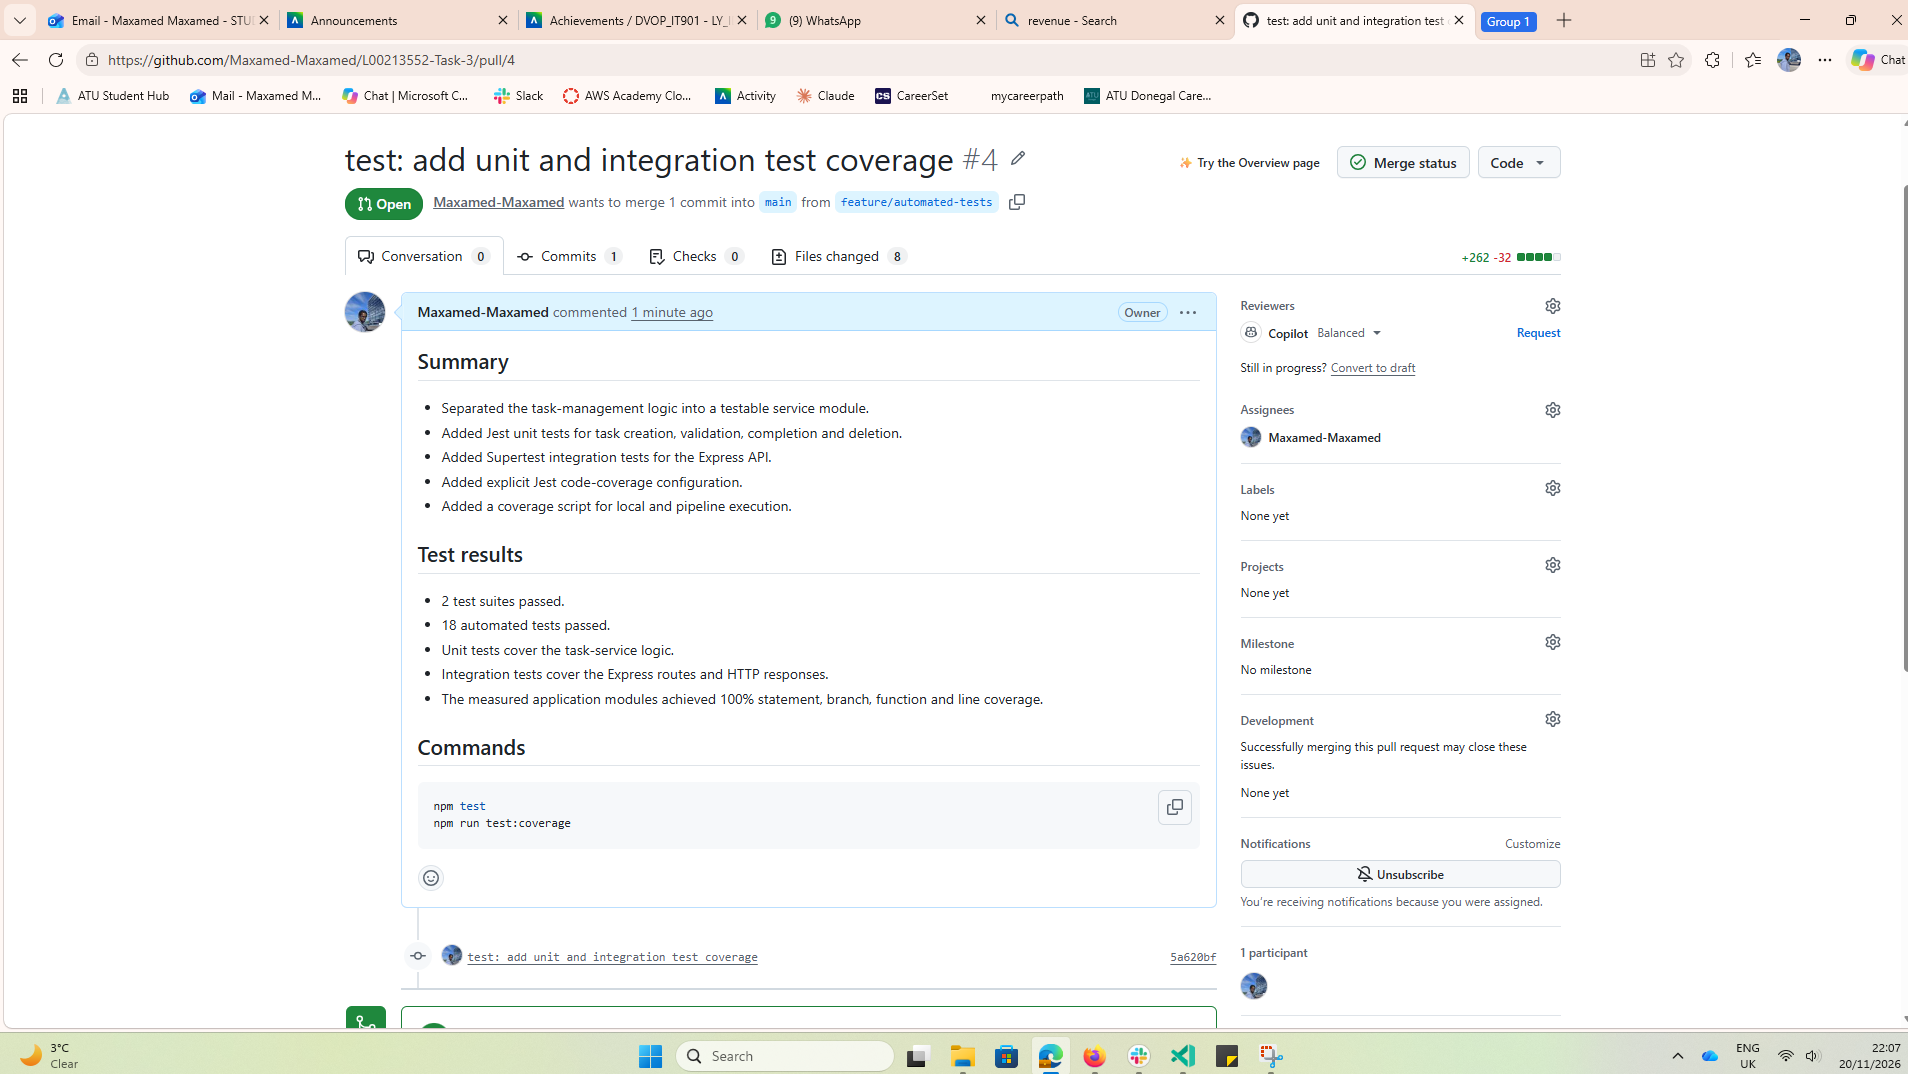 Email - Maxamed Maxamed - STU
Announcements
Achievements / DVOP_IT901 - LY_
(9) WhatsApp
revenue - Search
test: add unit and integration test
Group 1
https://github.com/Maxamed-Maxamed/L00213552-Task-3/pull/4
Chat
ATU Student Hub
Mail - Maxamed M...
Chat | Microsoft C...
Slack
AWS Academy Clo...
Activity
Claude
CS CareerSet
mycareerpath
ATU Donegal Care...
test: add unit and integration test coverage #4
Try the Overview page
Merge status
Code
Open
Maxamed-Maxamed wants to merge 1 commit into main from feature/automated-tests
Conversation 0
Commits 1
Checks 0
Files changed 8
+262 -32
Maxamed-Maxamed commented 1 minute ago
Owner
Summary
Separated the task-management logic into a testable service module.
Added Jest unit tests for task creation, validation, completion and deletion.
Added Supertest integration tests for the Express API.
Added explicit Jest code-coverage configuration.
Added a coverage script for local and pipeline execution.
Test results
2 test suites passed.
18 automated tests passed.
Unit tests cover the task-service logic.
Integration tests cover the Express routes and HTTP responses.
The measured application modules achieved 100% statement, branch, function and line coverage.
Commands
npm test
npm run test:coverage
test: add unit and integration test coverage
5a620bf
Reviewers
Copilot Balanced
Request
Still in progress? Convert to draft
Assignees
Maxamed-Maxamed
Labels
None yet
Projects
None yet
Milestone
No milestone
Development
Successfully merging this pull request may close these
issues.
None yet
Notifications
Customize
Unsubscribe
You're receiving notifications because you were assigned.
1 participant
3°C
Clear
Search
ENG
UK
22:07
20/11/2026